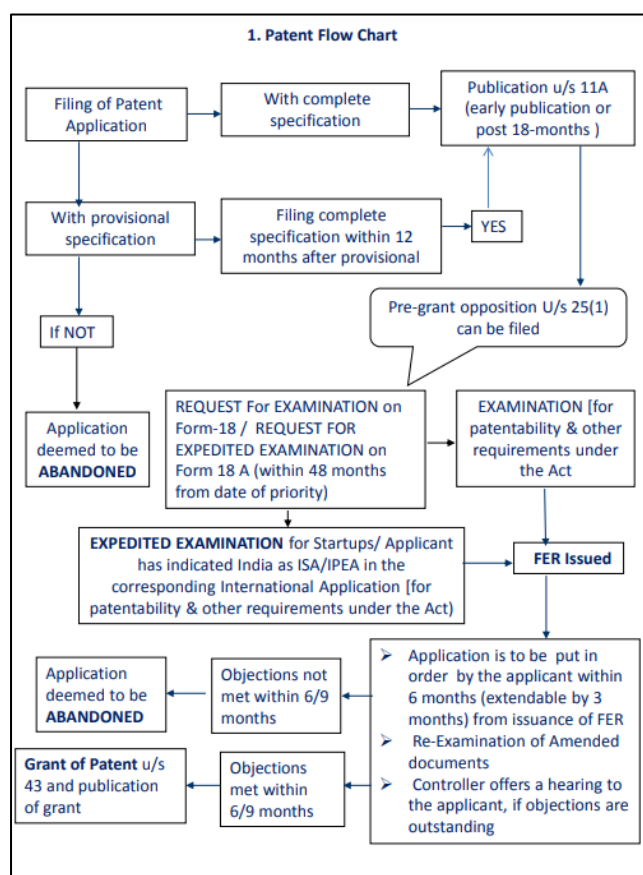 1. Patent Flow Chart
Filing of Patent
Application
With complete
specification
Publication u/s 11A
(early publication or
post 18-months )
With provisional
specification
Filing complete
specification within 12
months after provisional
YES
If NOT
Pre-grant opposition U/s 25(1)
can be filed
Application
deemed to be
ABANDONED
REQUEST For EXAMINATION on
Form-18 / REQUEST FOR
EXPEDITED EXAMINATION on
Form 18 A (within 48 months
from date of priority)
EXAMINATION [for
patentability & other
requirements under
the Act
EXPEDITED EXAMINATION for Startups/ Applicant
has indicated India as ISA/IPEA in the
corresponding International Application [for
patentability & other requirements under the Act)
FER Issued
➢ Application is to be put in
order by the applicant within
6 months (extendable by 3
months) from issuance of FER
➢ Re-Examination of Amended
documents
➢ Controller offers a hearing to
the applicant, if objections are
outstanding
Objections not
met within 6/9
months
Application
deemed to be
ABANDONED
Objections
met within
6/9 months
Grant of Patent u/s
43 and publication
of grant